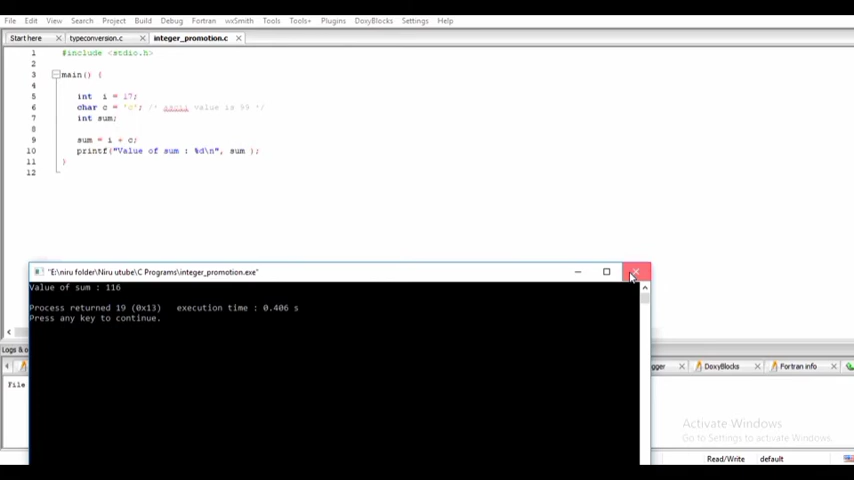 File Edit View Search Project Build Debug Fortran wxSmith Tools Tools+ Plugins DoxyBlocks Settings Help
Start here typeconversion.c integer_promotion.c
1 #include <stdio.h>
2
3 main() {
4
5 int i = 17;
6 char c = 'c'; /* ascii value is 99 */
7 int sum;
8
9 sum = i + c;
10 printf("Value of sum : %d\n", sum );
11 }
12
"E:\niru folder\Niru utube\C Programs\integer_promotion.exe"
Value of sum : 116
Process returned 19 (0x13) execution time : 0.406 s
Press any key to continue.
Logs & o
gger DoxyBlocks Fortran info
File
Activate Windows
Go to Settings to activate Windows.
Read/Write default